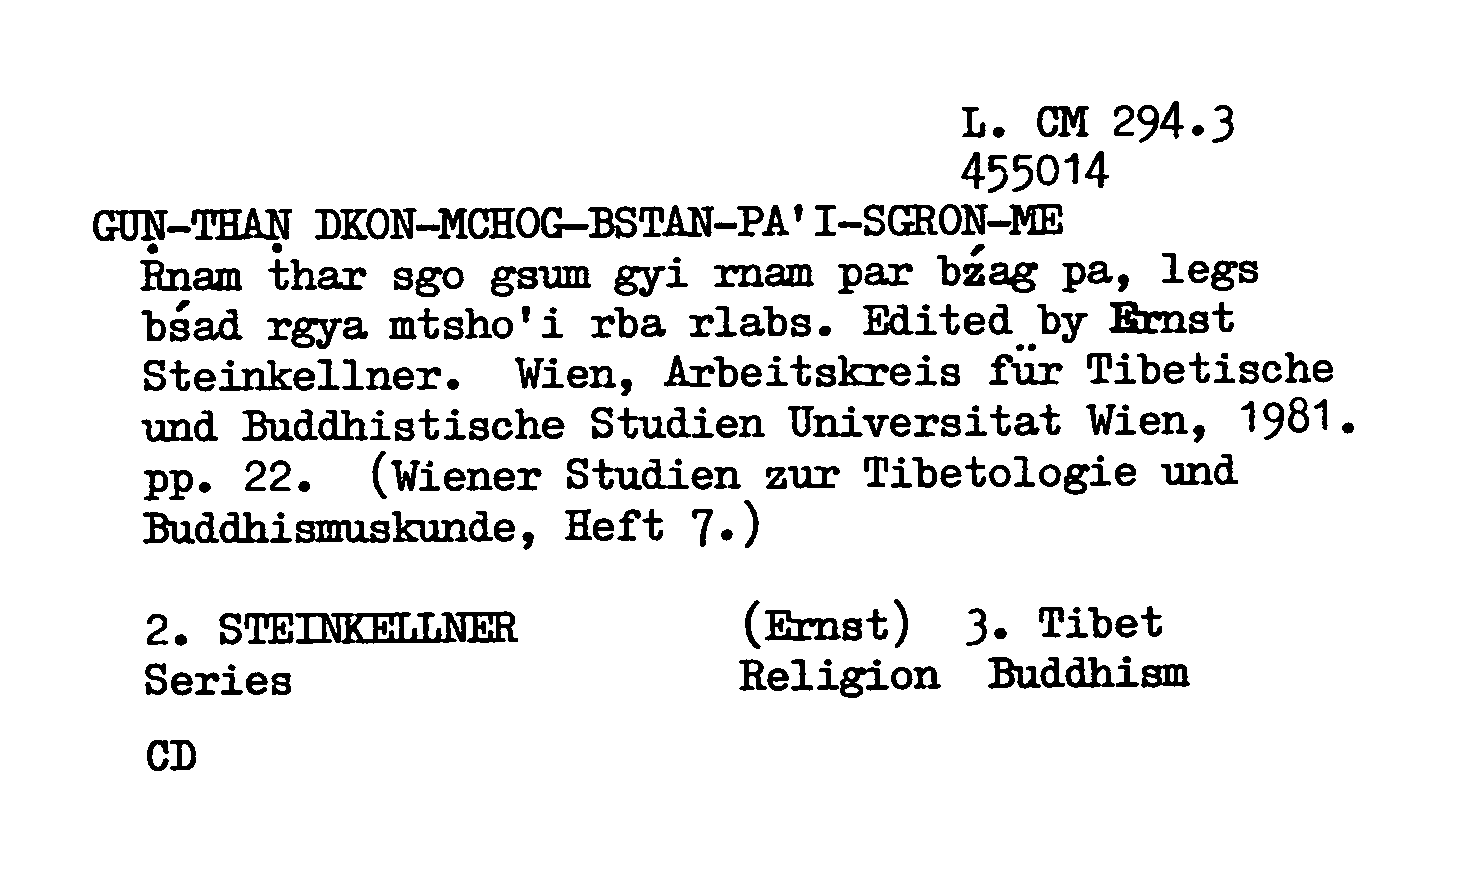 L. CM 294.3
455014
GUṆ-THAṆ DKON-MCHOG-BSTAN-PA'I-SGRON-ME
Rnam thar sgo gsum gyi rnam par bźag pa, legs
bśad rgya mtsho'i rba rlabs. Edited by Ernst
Steinkellner. Wien, Arbeitskreis für Tibetische
und Buddhistische Studien Universitat Wien, 1981.
pp. 22. (Wiener Studien zur Tibetologie und
Buddhismuskunde, Heft 7.)
2. STEINKELLNER (Ernst) 3. Tibet
Series Religion Buddhism
CD